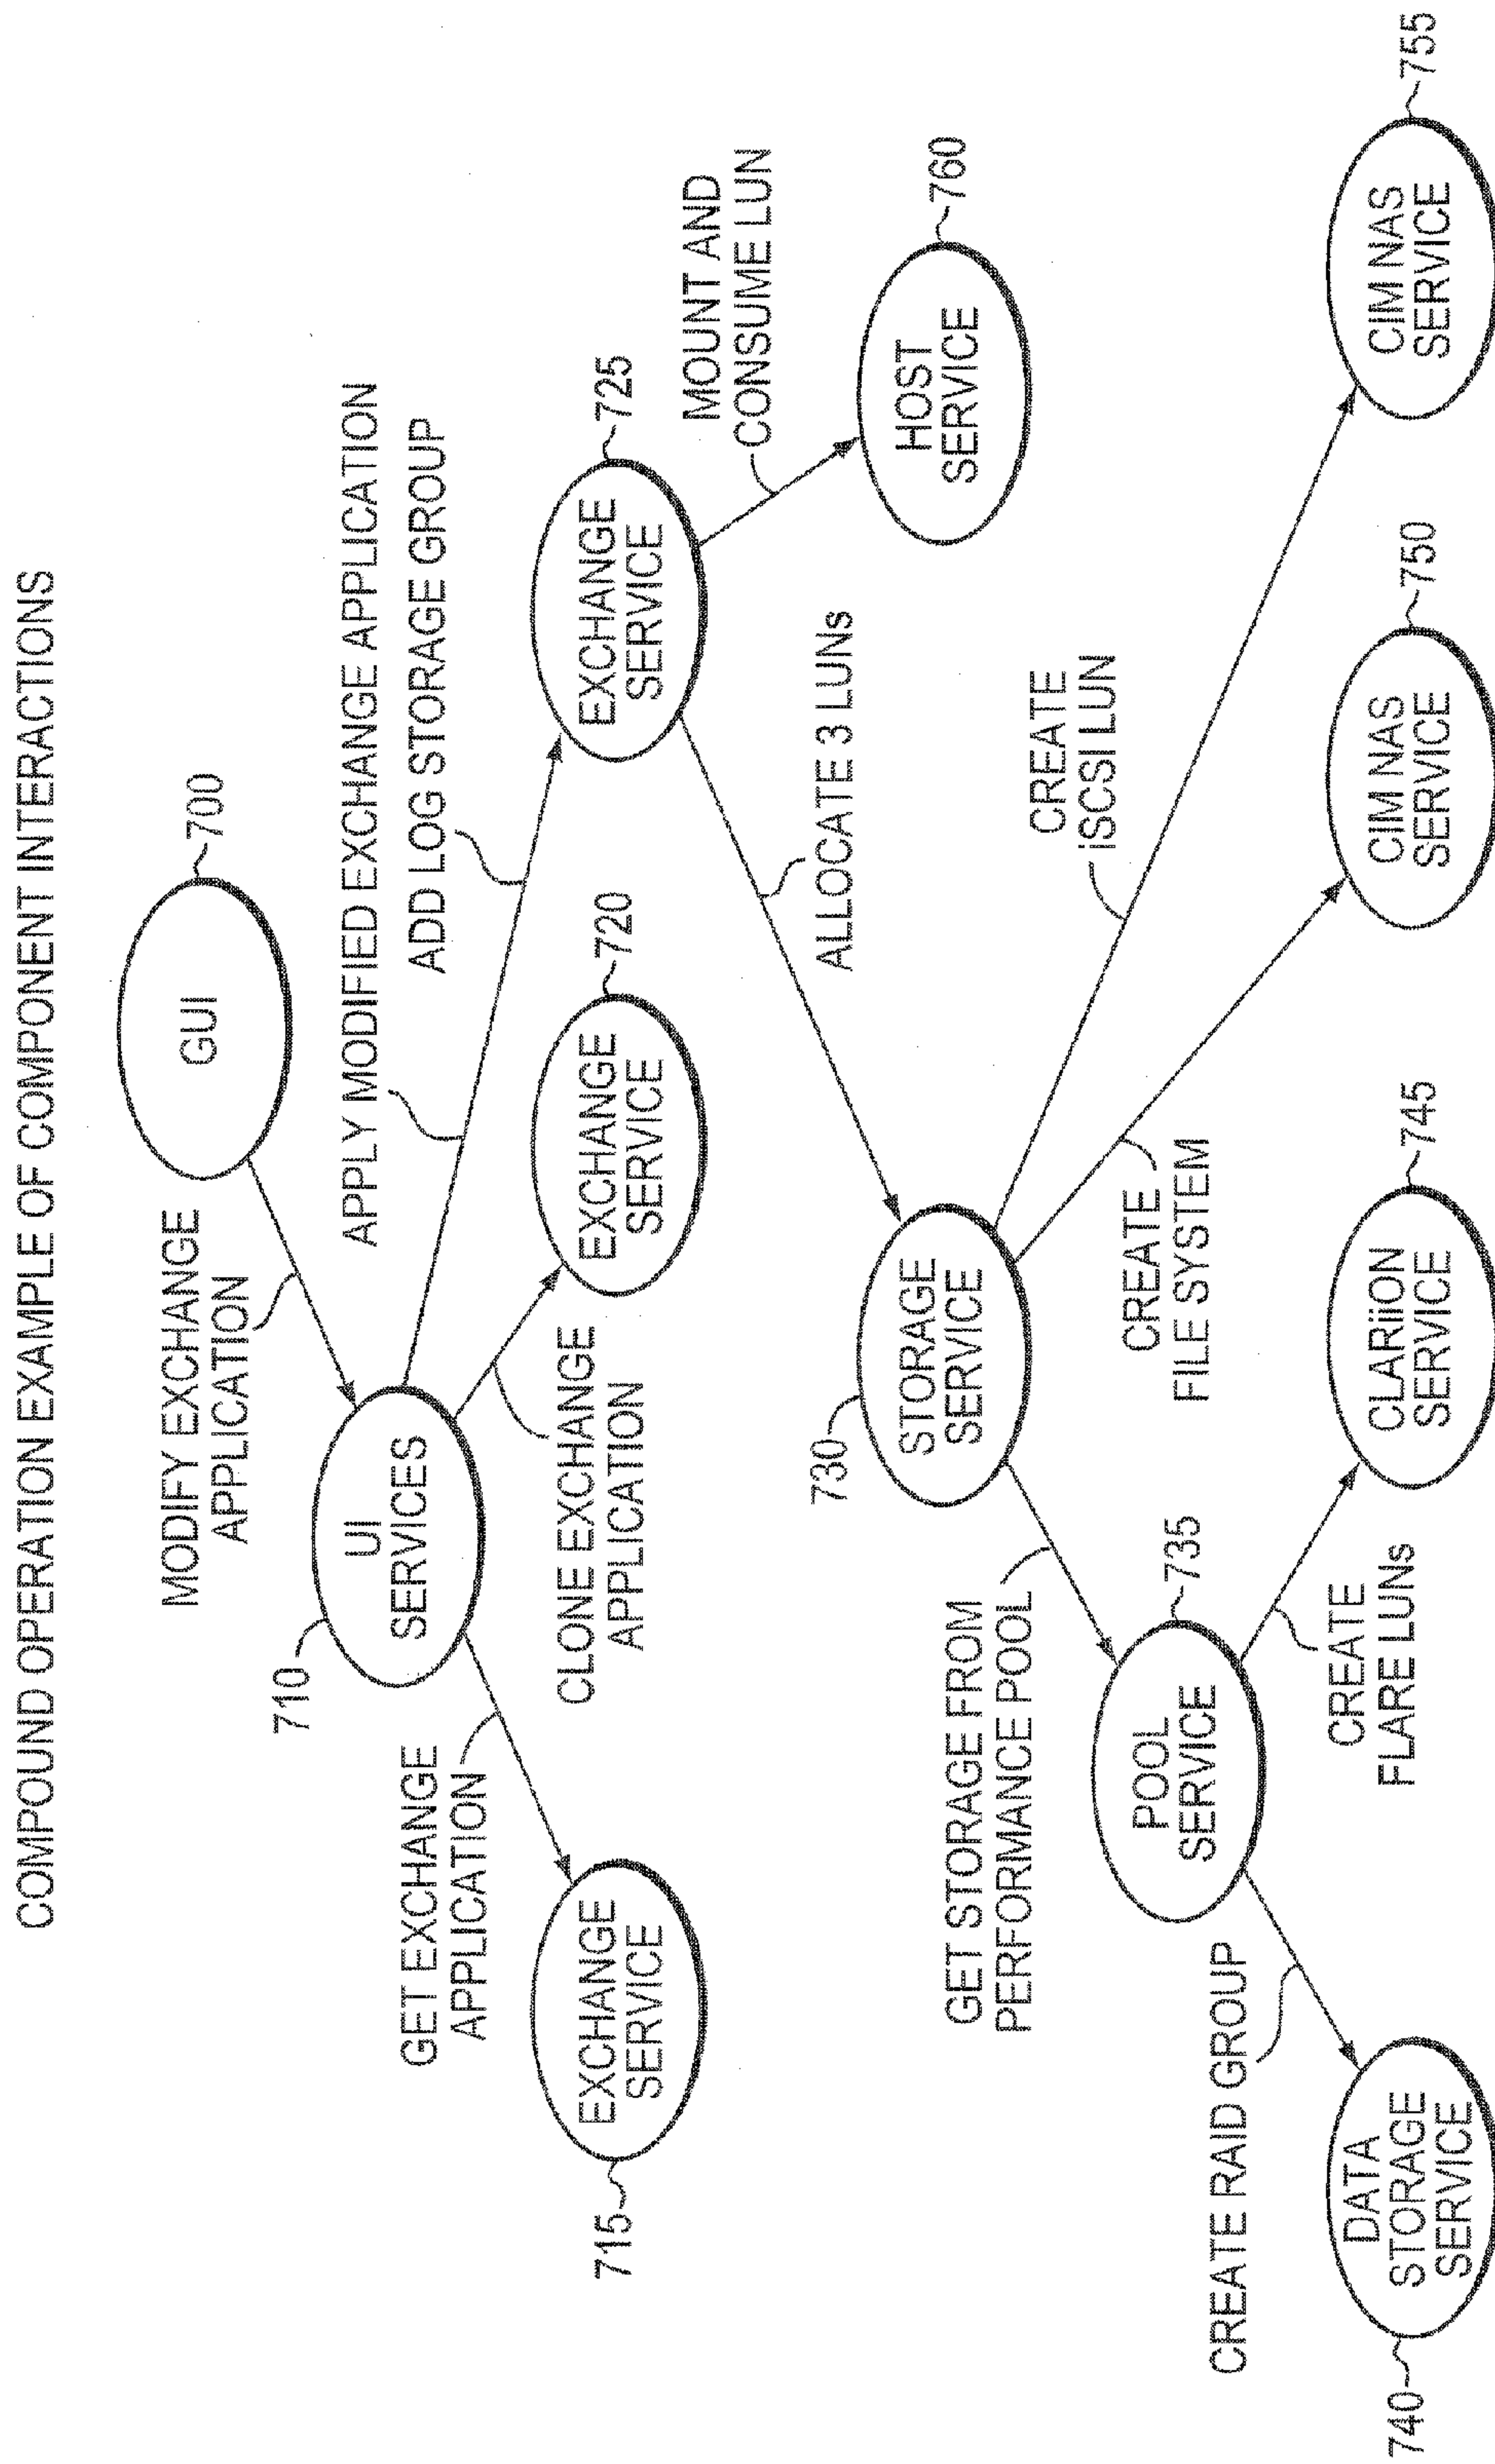 COMPOUND OPERATION EXAMPLE OF COMPONENT INTERACTIONS
GUI
700
MODIFY EXCHANGE
APPLICATION
710
UI
SERVICES
APPLY MODIFIED EXCHANGE APPLICATION
ADD LOG STORAGE GROUP
GET EXCHANGE
APPLICATION
CLONE EXCHANGE
APPLICATION
715
EXCHANGE
SERVICE
EXCHANGE
SERVICE
720
EXCHANGE
SERVICE
725
MOUNT AND
CONSUME LUN
ALLOCATE 3 LUNs
730
STORAGE
SERVICE
HOST
SERVICE
760
GET STORAGE FROM
PERFORMANCE POOL
CREATE
iSCSI LUN
POOL
SERVICE
735
CREATE
FILE SYSTEM
CREATE RAID GROUP
CREATE
FLARE LUNs
740
DATA
STORAGE
SERVICE
CLARiiON
SERVICE
745
CIM NAS
SERVICE
750
CIM NAS
SERVICE
755